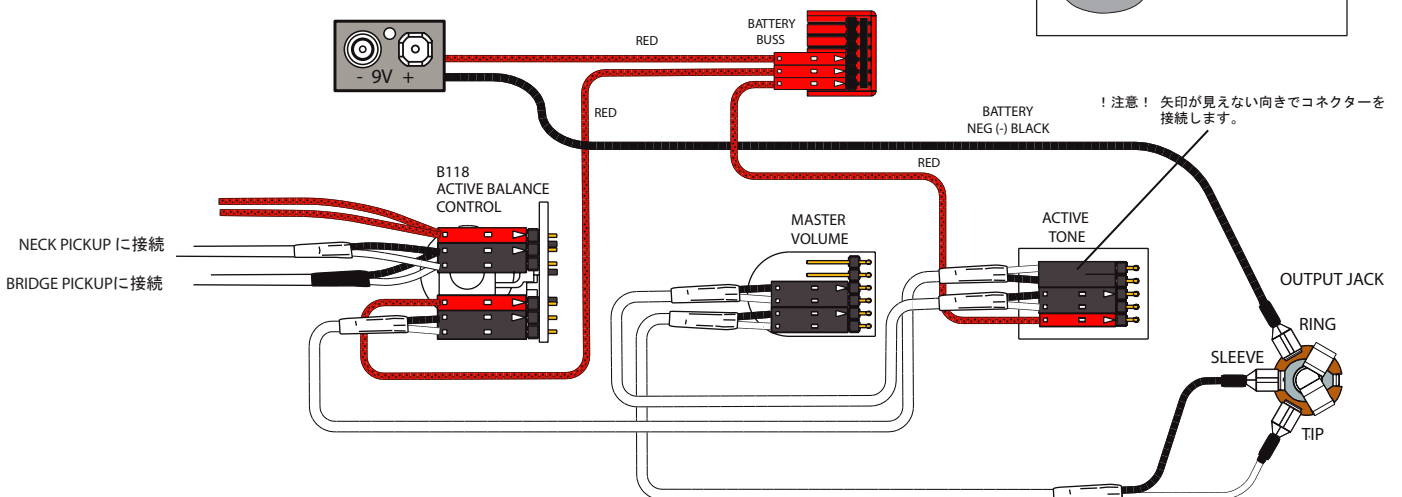 - 9V +
RED
BATTERY
BUSS
RED
BATTERY
NEG (-) BLACK
！注意！ 矢印が見えない向きでコネクターを
接続します。
RED
B118
ACTIVE BALANCE
CONTROL
MASTER
VOLUME
ACTIVE
TONE
NECK PICKUP に接続
BRIDGE PICKUPに接続
OUTPUT JACK
RING
SLEEVE
TIP